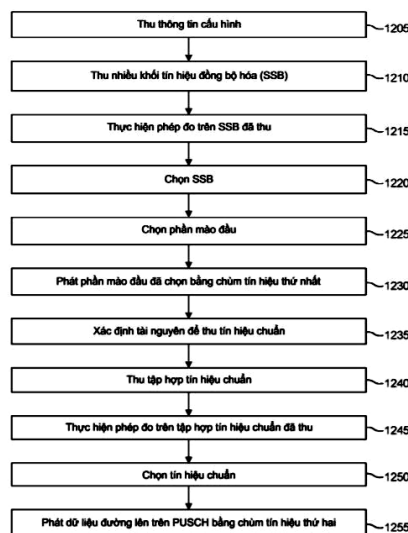 Thu thông tin cấu hình
1205
Thu nhiều khối tín hiệu đồng bộ hóa (SSB)
1210
Thực hiện phép đo trên SSB đã thu
1215
Chọn SSB
1220
Chọn phần mào đầu
1225
Phát phần mào đầu đã chọn bằng chùm tín hiệu thứ nhất
1230
Xác định tài nguyên để thu tín hiệu chuẩn
1235
Thu tập hợp tín hiệu chuẩn
1240
Thực hiện phép đo trên tập hợp tín hiệu chuẩn đã thu
1245
Chọn tín hiệu chuẩn
1250
Phát dữ liệu đường lên trên PUSCH bằng chùm tín hiệu thứ hai
1255